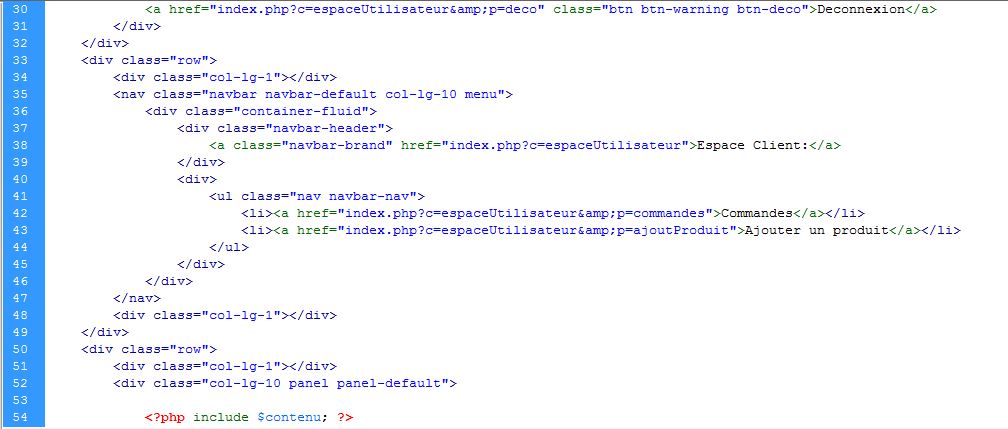 30 <a href="index.php?c=espaceUtilisateur&amp;p=deco" class="btn btn-warning btn-deco">Deconnexion</a>
31 </div>
32 </div>
33 <div class="row">
34 <div class="col-lg-1"></div>
35 <nav class="navbar navbar-default col-lg-10 menu">
36 <div class="container-fluid">
37 <div class="navbar-header">
38 <a class="navbar-brand" href="index.php?c=espaceUtilisateur">Espace Client:</a>
39 </div>
40 <div>
41 <ul class="nav navbar-nav">
42 <li><a href="index.php?c=espaceUtilisateur&amp;p=commandes">Commandes</a></li>
43 <li><a href="index.php?c=espaceUtilisateur&amp;p=ajoutProduit">Ajouter un produit</a></li>
44 </ul>
45 </div>
46 </div>
47 </nav>
48 <div class="col-lg-1"></div>
49 </div>
50 <div class="row">
51 <div class="col-lg-1"></div>
52 <div class="col-lg-10 panel panel-default">
53
54 <?php include $contenu; ?>